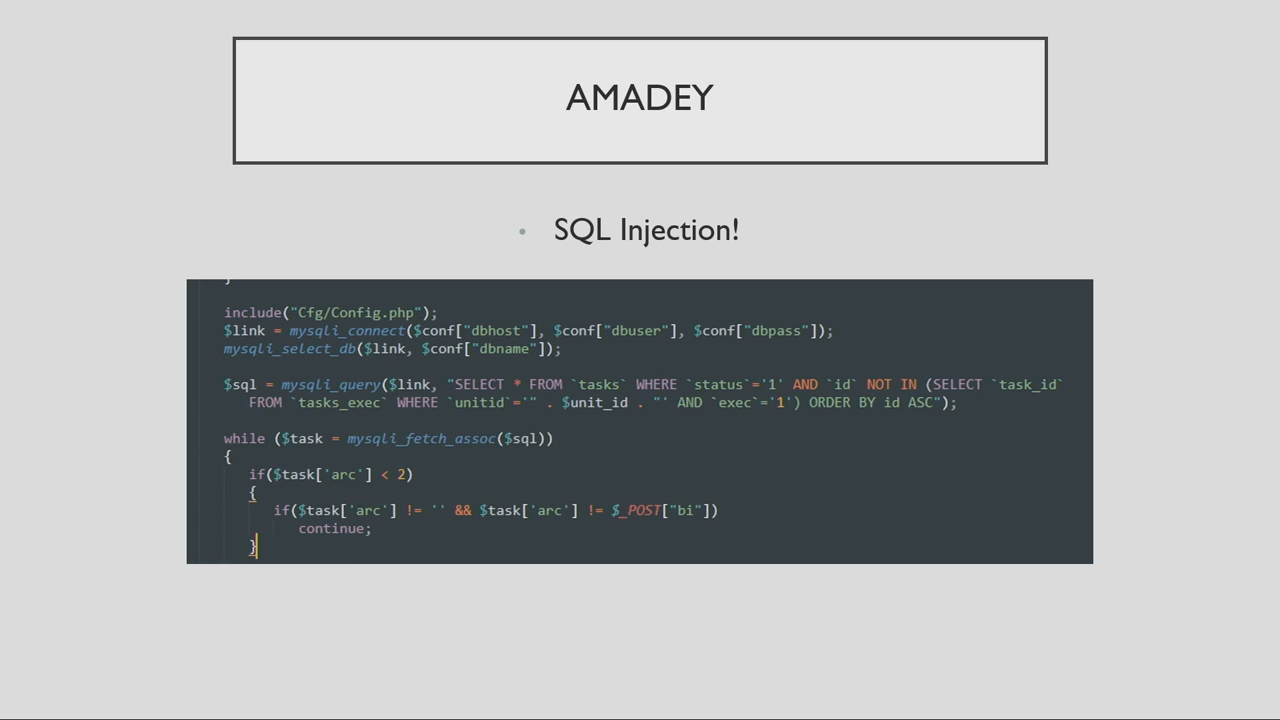 AMADEY
• SQL Injection!
}
include("Cfg/Config.php");
$link = mysqli_connect($conf["dbhost"], $conf["dbuser"], $conf["dbpass"]);
mysqli_select_db($link, $conf["dbname"]);
$sql = mysqli_query($link, "SELECT * FROM `tasks` WHERE `status`='1' AND `id` NOT IN (SELECT `task_id`
FROM `tasks_exec` WHERE `unitid`='" . $unit_id . "' AND `exec`='1') ORDER BY id ASC");
while ($task = mysqli_fetch_assoc($sql))
{
if($task['arc'] < 2)
{
if($task['arc'] != '' && $task['arc'] != $_POST["bi"])
continue;
}